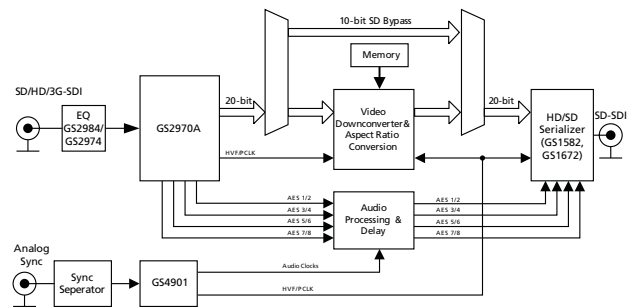 10-bit SD Bypass
Memory
SD/HD/3G-SDI
EQ
GS2984/
GS2974
GS2970A
20-bit
Video
Downconverter&
Aspect Ratio
Conversion
20-bit
HD/SD
Serializer
(GS1582,
GS1672)
SD-SDI
HVF/PCLK
AES 1/2
AES 3/4
AES 5/6
AES 7/8
Audio
Processing &
Delay
AES 1/2
AES 3/4
AES 5/6
AES 7/8
Analog
Sync
Sync
Seperator
GS4901
Audio Clocks
HVF/PCLK